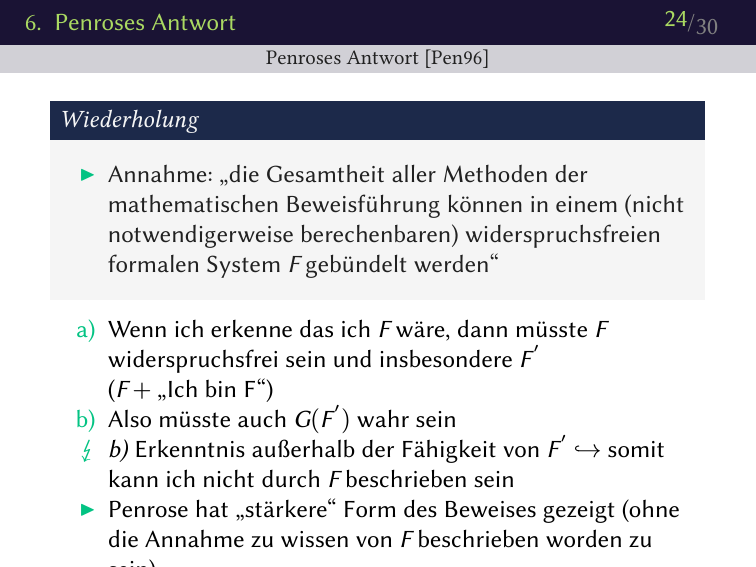 6. Penroses Antwort
24/30
Penroses Antwort [Pen96]
Wiederholung
Annahme: „die Gesamtheit aller Methoden der
mathematischen Beweisführung können in einem (nicht
notwendigerweise berechenbaren) widerspruchsfreien
formalen System F gebündelt werden“
a) Wenn ich erkenne das ich F wäre, dann müsste F
widerspruchsfrei sein und insbesondere F′
(F + „Ich bin F“)
b) Also müsste auch G(F′) wahr sein
b) Erkenntnis außerhalb der Fähigkeit von F′ ↪ somit
kann ich nicht durch F beschrieben sein
Penrose hat „stärkere“ Form des Beweises gezeigt (ohne
die Annahme zu wissen von F beschrieben worden zu
sein)